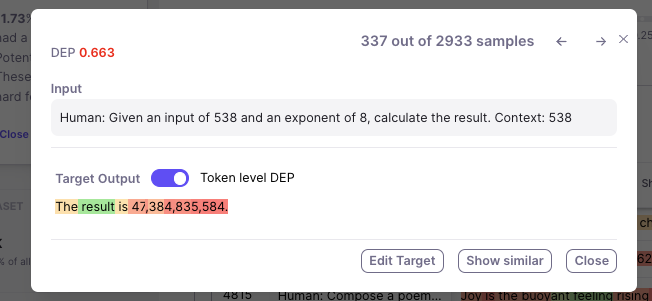 1.73%
had a
Potent
These
hard f
Close
DEP 0.663
337 out of 2933 samples
Input
Human: Given an input of 538 and an exponent of 8, calculate the result. Context: 538
Target Output Token level DEP
The result is 47,384,835,584.
Edit Target Show similar Close
ASET
% of all
4815 Human: Compose a poem... Joy is the buoyant feeling rising